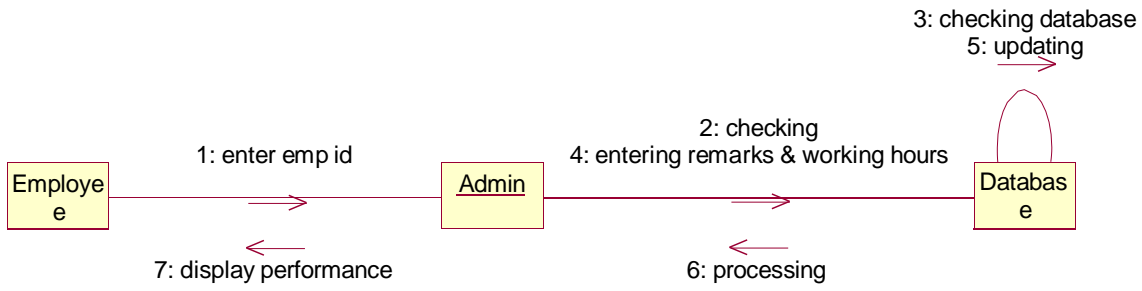 3: checking database
5: updating
2: checking
4: entering remarks & working hours
1: enter emp id
Employe
e
Admin
Databas
e
7: display performance
6: processing